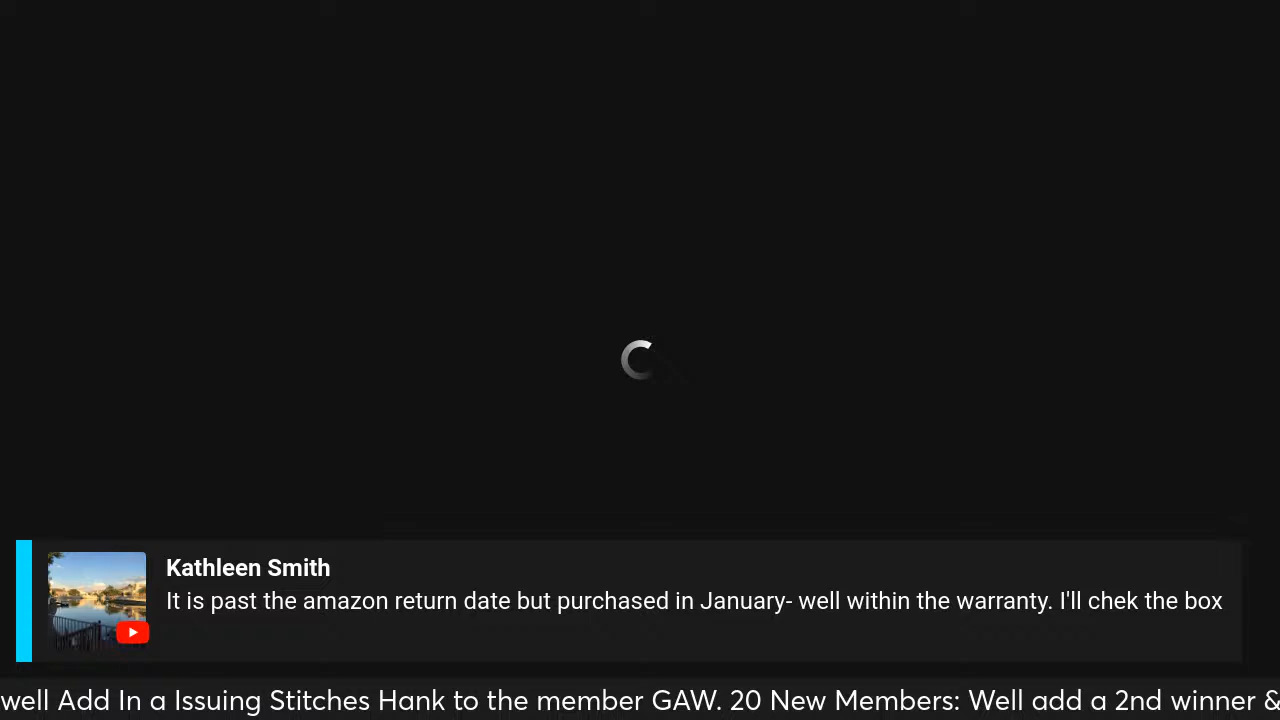 Kathleen Smith
It is past the amazon return date but purchased in January- well within the warranty. I'll chek the box
well Add In a Issuing Stitches Hank to the member GAW. 20 New Members: Well add a 2nd winner &